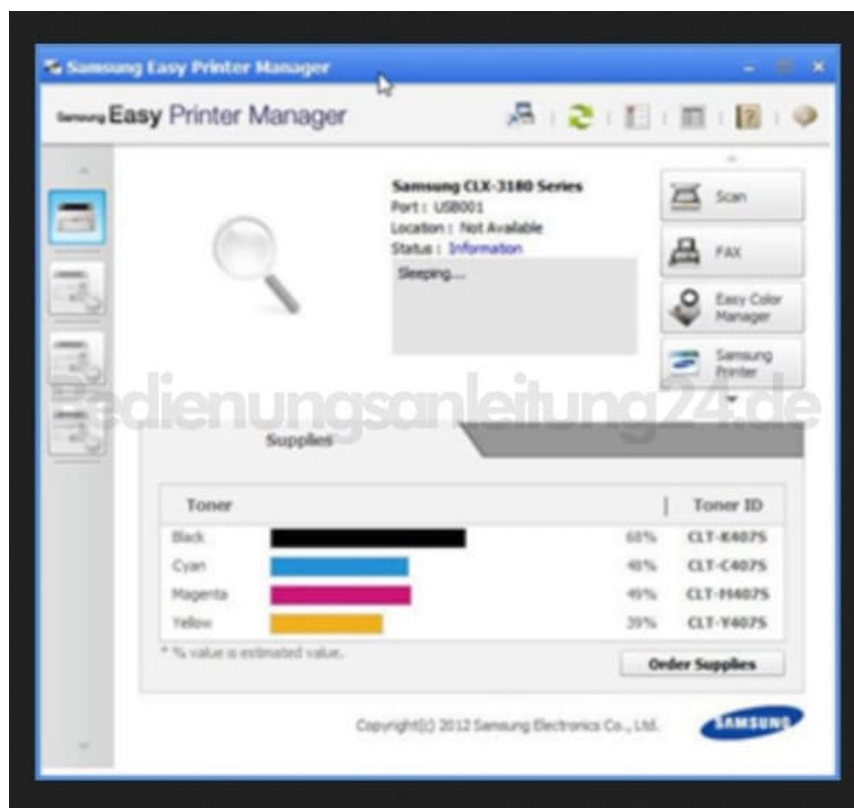 Samsung Easy Printer Manager
Samsung Easy Printer Manager
Samsung CLX-3180 Series
Port : USB001
Location : Not Available
Status : Information
Sleeping...
Scan
FAX
Easy Color
Manager
Samsung
Printer
Bedienungsanleitung24.de
Supplies
Toner | Toner ID
Black 68% CLT-K407S
Cyan 48% CLT-C407S
Magenta 49% CLT-M407S
Yellow 39% CLT-Y407S
* % value is estimated value.
Order Supplies
Copyright(c) 2012 Samsung Electronics Co., Ltd.
SAMSUNG